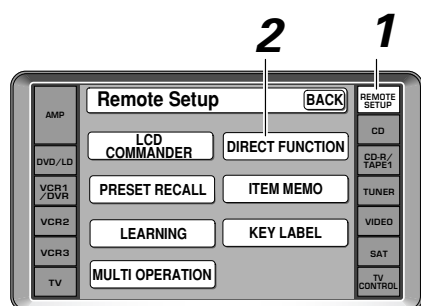 2 1
AMP
DVD/LD
VCR1
/DVR
VCR2
VCR3
TV
Remote Setup BACK
LCD
COMMANDER
DIRECT FUNCTION
PRESET RECALL
ITEM MEMO
LEARNING
KEY LABEL
MULTI OPERATION
REMOTE
SETUP
CD
CD-R/
TAPE1
TUNER
VIDEO
SAT
TV
CONTROL